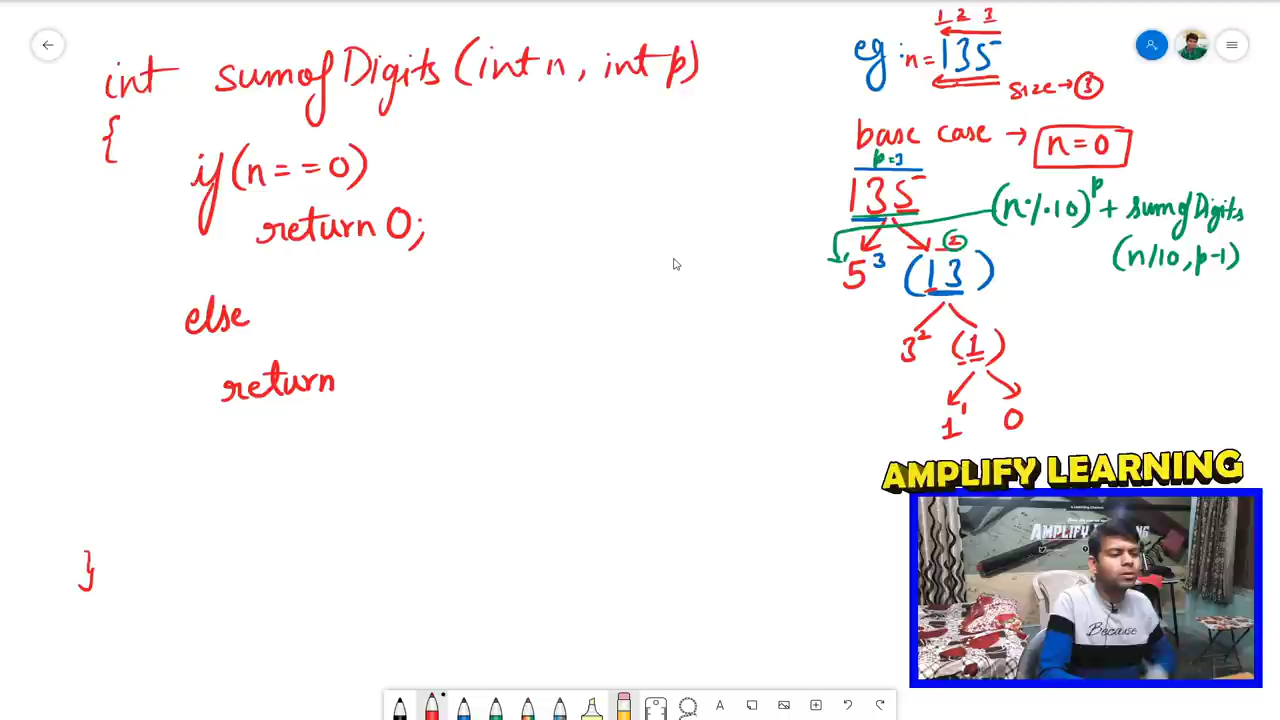 int sumofDigits(int n, int p)
{
if(n==0)
return 0;
else
return
}
1 2 3
eg: n=135
size→3
base case → n=0
p=3
135
(n%10)^p + sumofDigits
(n/10, p-1)
2
5^3 (13)
3^2 (1)
1^1 0
AMPLIFY LEARNING
AMPLIFY
Because
A